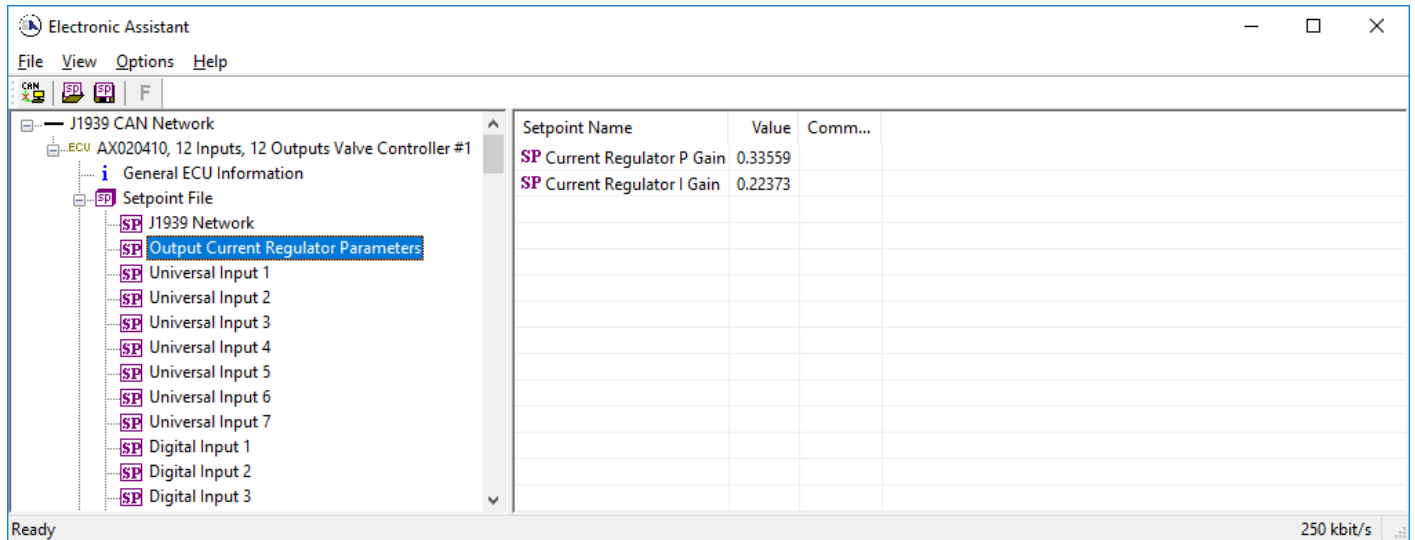 Electronic Assistant
File View Options Help
CAN SP SP F
J1939 CAN Network
ECU AX020410, 12 Inputs, 12 Outputs Valve Controller #1
i General ECU Information
SP Setpoint File
SP J1939 Network
SP Output Current Regulator Parameters
SP Universal Input 1
SP Universal Input 2
SP Universal Input 3
SP Universal Input 4
SP Universal Input 5
SP Universal Input 6
SP Universal Input 7
SP Digital Input 1
SP Digital Input 2
SP Digital Input 3
Setpoint Name Value Comm...
SP Current Regulator P Gain 0.33559
SP Current Regulator I Gain 0.22373
Ready 250 kbit/s